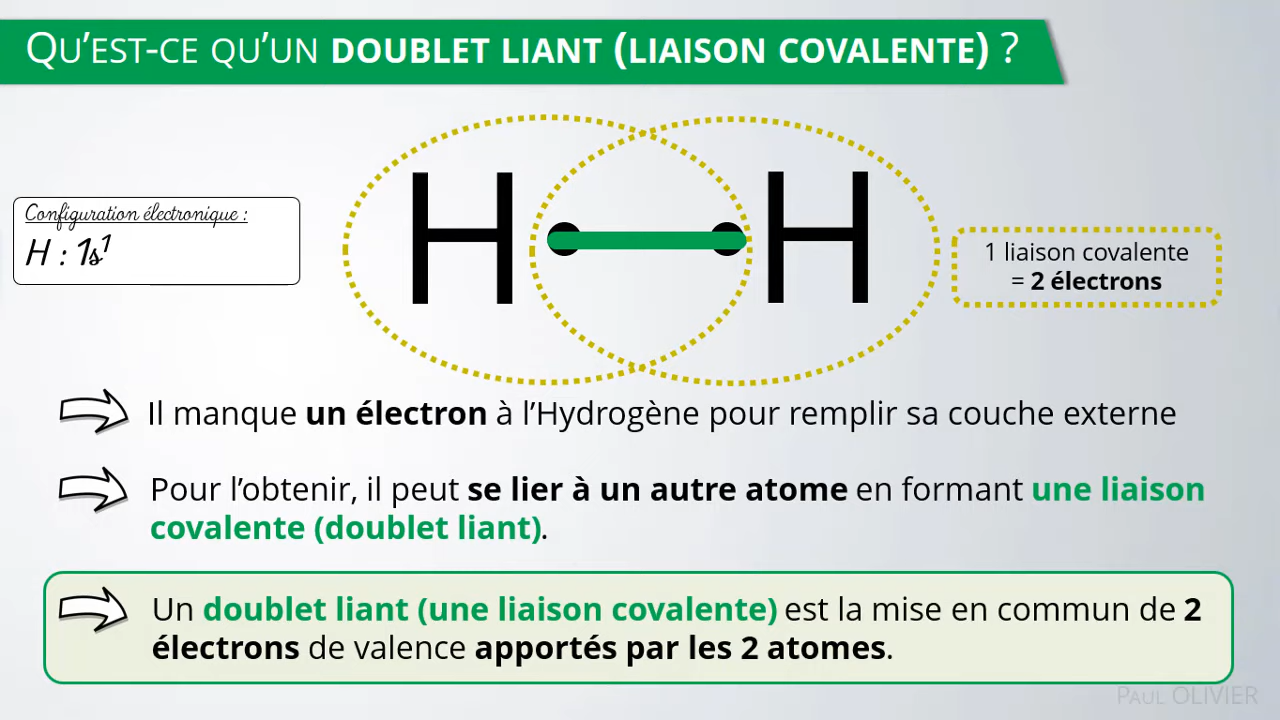 QU'EST-CE QU'UN DOUBLET LIANT (LIAISON COVALENTE) ?
Configuration électronique :
H : 1s¹
H H
1 liaison covalente
= 2 électrons
Il manque un électron à l'Hydrogène pour remplir sa couche externe
Pour l'obtenir, il peut se lier à un autre atome en formant une liaison
covalente (doublet liant).
Un doublet liant (une liaison covalente) est la mise en commun de 2
électrons de valence apportés par les 2 atomes.
PAUL OLIVIER